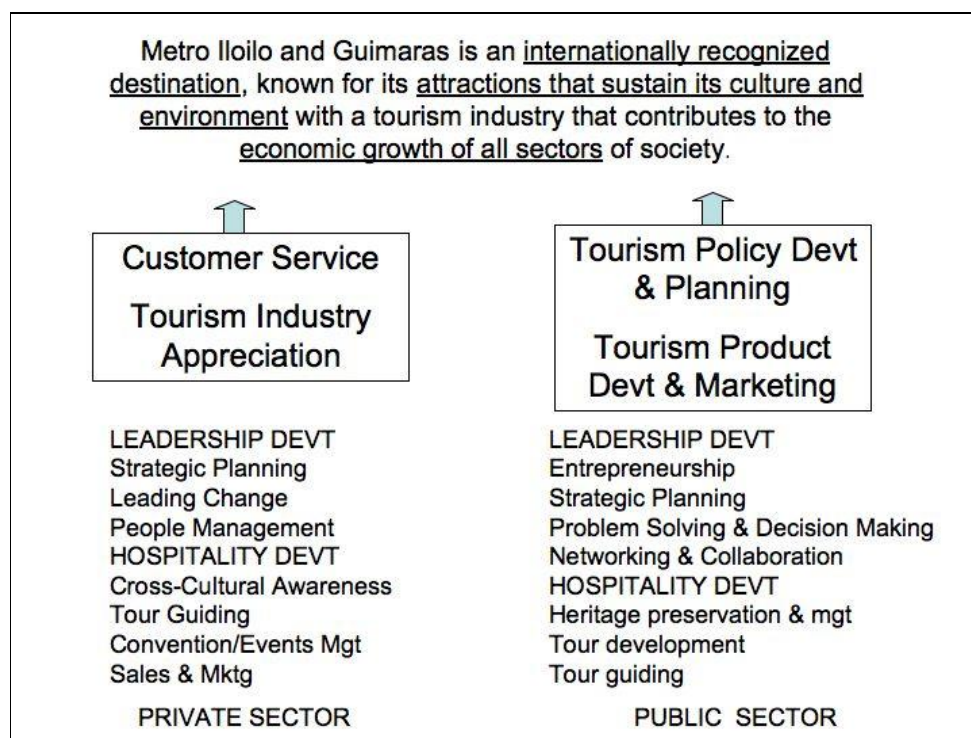 Metro Iloilo and Guimaras is an internationally recognized
destination, known for its attractions that sustain its culture and
environment with a tourism industry that contributes to the
economic growth of all sectors of society.
Customer Service
Tourism Industry
Appreciation
LEADERSHIP DEVT
Strategic Planning
Leading Change
People Management
HOSPITALITY DEVT
Cross-Cultural Awareness
Tour Guiding
Convention/Events Mgt
Sales & Mktg
PRIVATE SECTOR
Tourism Policy Devt
& Planning
Tourism Product
Devt & Marketing
LEADERSHIP DEVT
Entrepreneurship
Strategic Planning
Problem Solving & Decision Making
Networking & Collaboration
HOSPITALITY DEVT
Heritage preservation & mgt
Tour development
Tour guiding
PUBLIC SECTOR